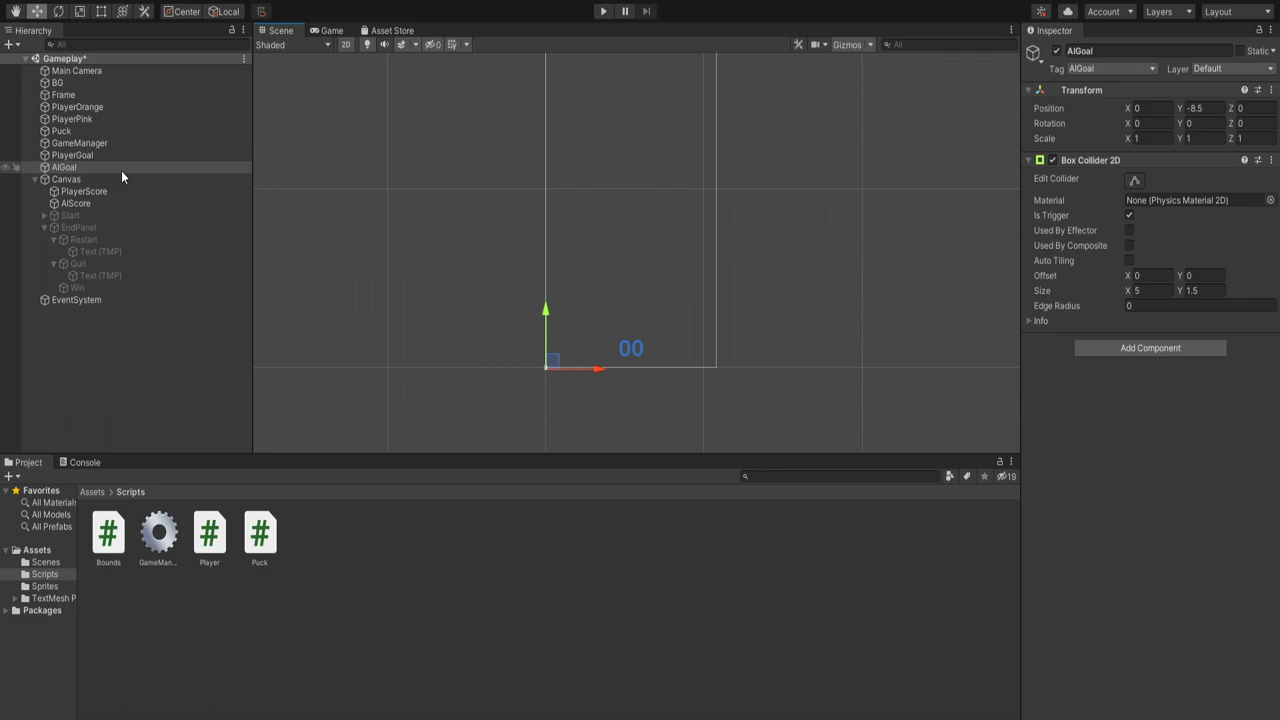 Center Local Account Layers Layout
Hierarchy Scene Game Asset Store Inspector
All Shaded 2D 0 Gizmos All
Gameplay*
Main Camera
BG
Frame
PlayerOrange
PlayerPink
Puck
GameManager
PlayerGoal
AIGoal
Canvas
PlayerScore
AIScore
Start
EndPanel
Restart
Text (TMP)
Quit
Text (TMP)
Win
EventSystem
00
AIGoal Static
Tag AIGoal Layer Default
Transform
Position X 0 Y -8.5 Z 0
Rotation X 0 Y 0 Z 0
Scale X 1 Y 1 Z 1
Box Collider 2D
Edit Collider
Material None (Physics Material 2D)
Is Trigger
Used By Effector
Used By Composite
Auto Tiling
Offset X 0 Y 0
Size X 5 Y 1.5
Edge Radius 0
Info
Add Component
Project Console
19
Favorites
All Materials
All Models
All Prefabs
Assets
Scenes
Scripts
Sprites
TextMesh P
Packages
Assets > Scripts
# # #
Bounds GameMan... Player Puck